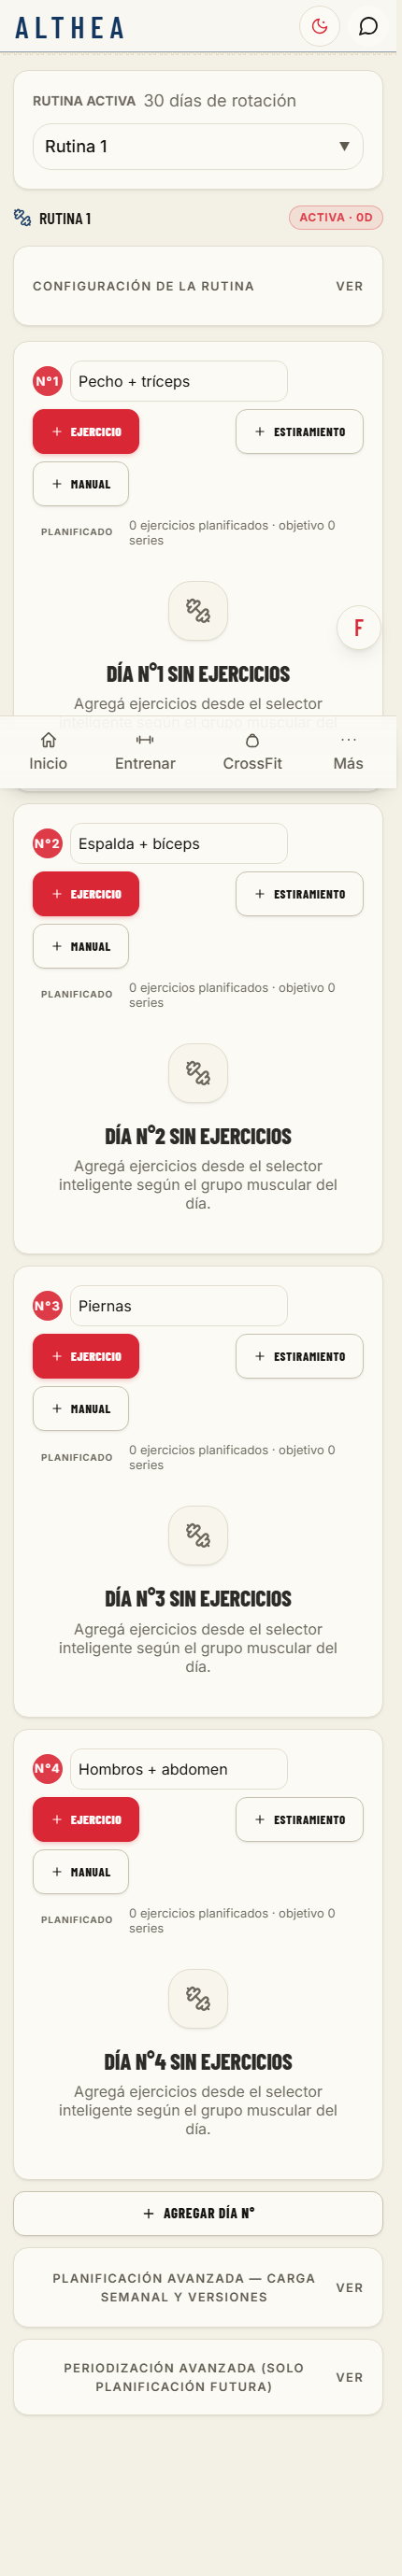 ALTHEA
RUTINA ACTIVA 30 días de rotación
Rutina 1
RUTINA 1
ACTIVA · 0D
CONFIGURACIÓN DE LA RUTINA
VER
N°1
Pecho + tríceps
+ EJERCICIO
+ ESTIRAMIENTO
+ MANUAL
PLANIFICADO
0 ejercicios planificados · objetivo 0
series
F
DÍA N°1 SIN EJERCICIOS
Agregá ejercicios desde el selector
inteligente según el grupo muscular del
Inicio
Entrenar
CrossFit
Más
N°2
Espalda + bíceps
+ EJERCICIO
+ ESTIRAMIENTO
+ MANUAL
PLANIFICADO
0 ejercicios planificados · objetivo 0
series
DÍA N°2 SIN EJERCICIOS
Agregá ejercicios desde el selector
inteligente según el grupo muscular del
día.
N°3
Piernas
+ EJERCICIO
+ ESTIRAMIENTO
+ MANUAL
PLANIFICADO
0 ejercicios planificados · objetivo 0
series
DÍA N°3 SIN EJERCICIOS
Agregá ejercicios desde el selector
inteligente según el grupo muscular del
día.
N°4
Hombros + abdomen
+ EJERCICIO
+ ESTIRAMIENTO
+ MANUAL
PLANIFICADO
0 ejercicios planificados · objetivo 0
series
DÍA N°4 SIN EJERCICIOS
Agregá ejercicios desde el selector
inteligente según el grupo muscular del
día.
+ AGREGAR DÍA N°
PLANIFICACIÓN AVANZADA — CARGA
SEMANAL Y VERSIONES
VER
PERIODIZACIÓN AVANZADA (SOLO
PLANIFICACIÓN FUTURA)
VER